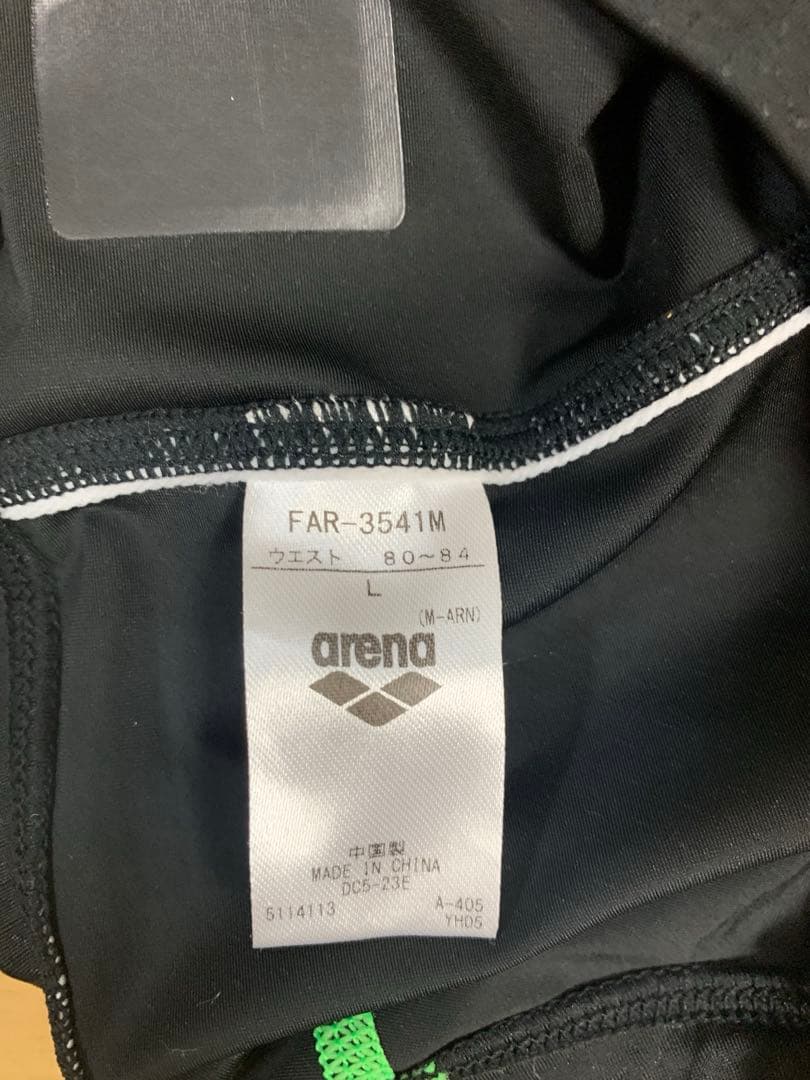 FAR-3541M
ウエスト 80～84
L
(M-ARN)
arena
中国製
MADE IN CHINA
DC5-23E
5114113 A-405
YH05